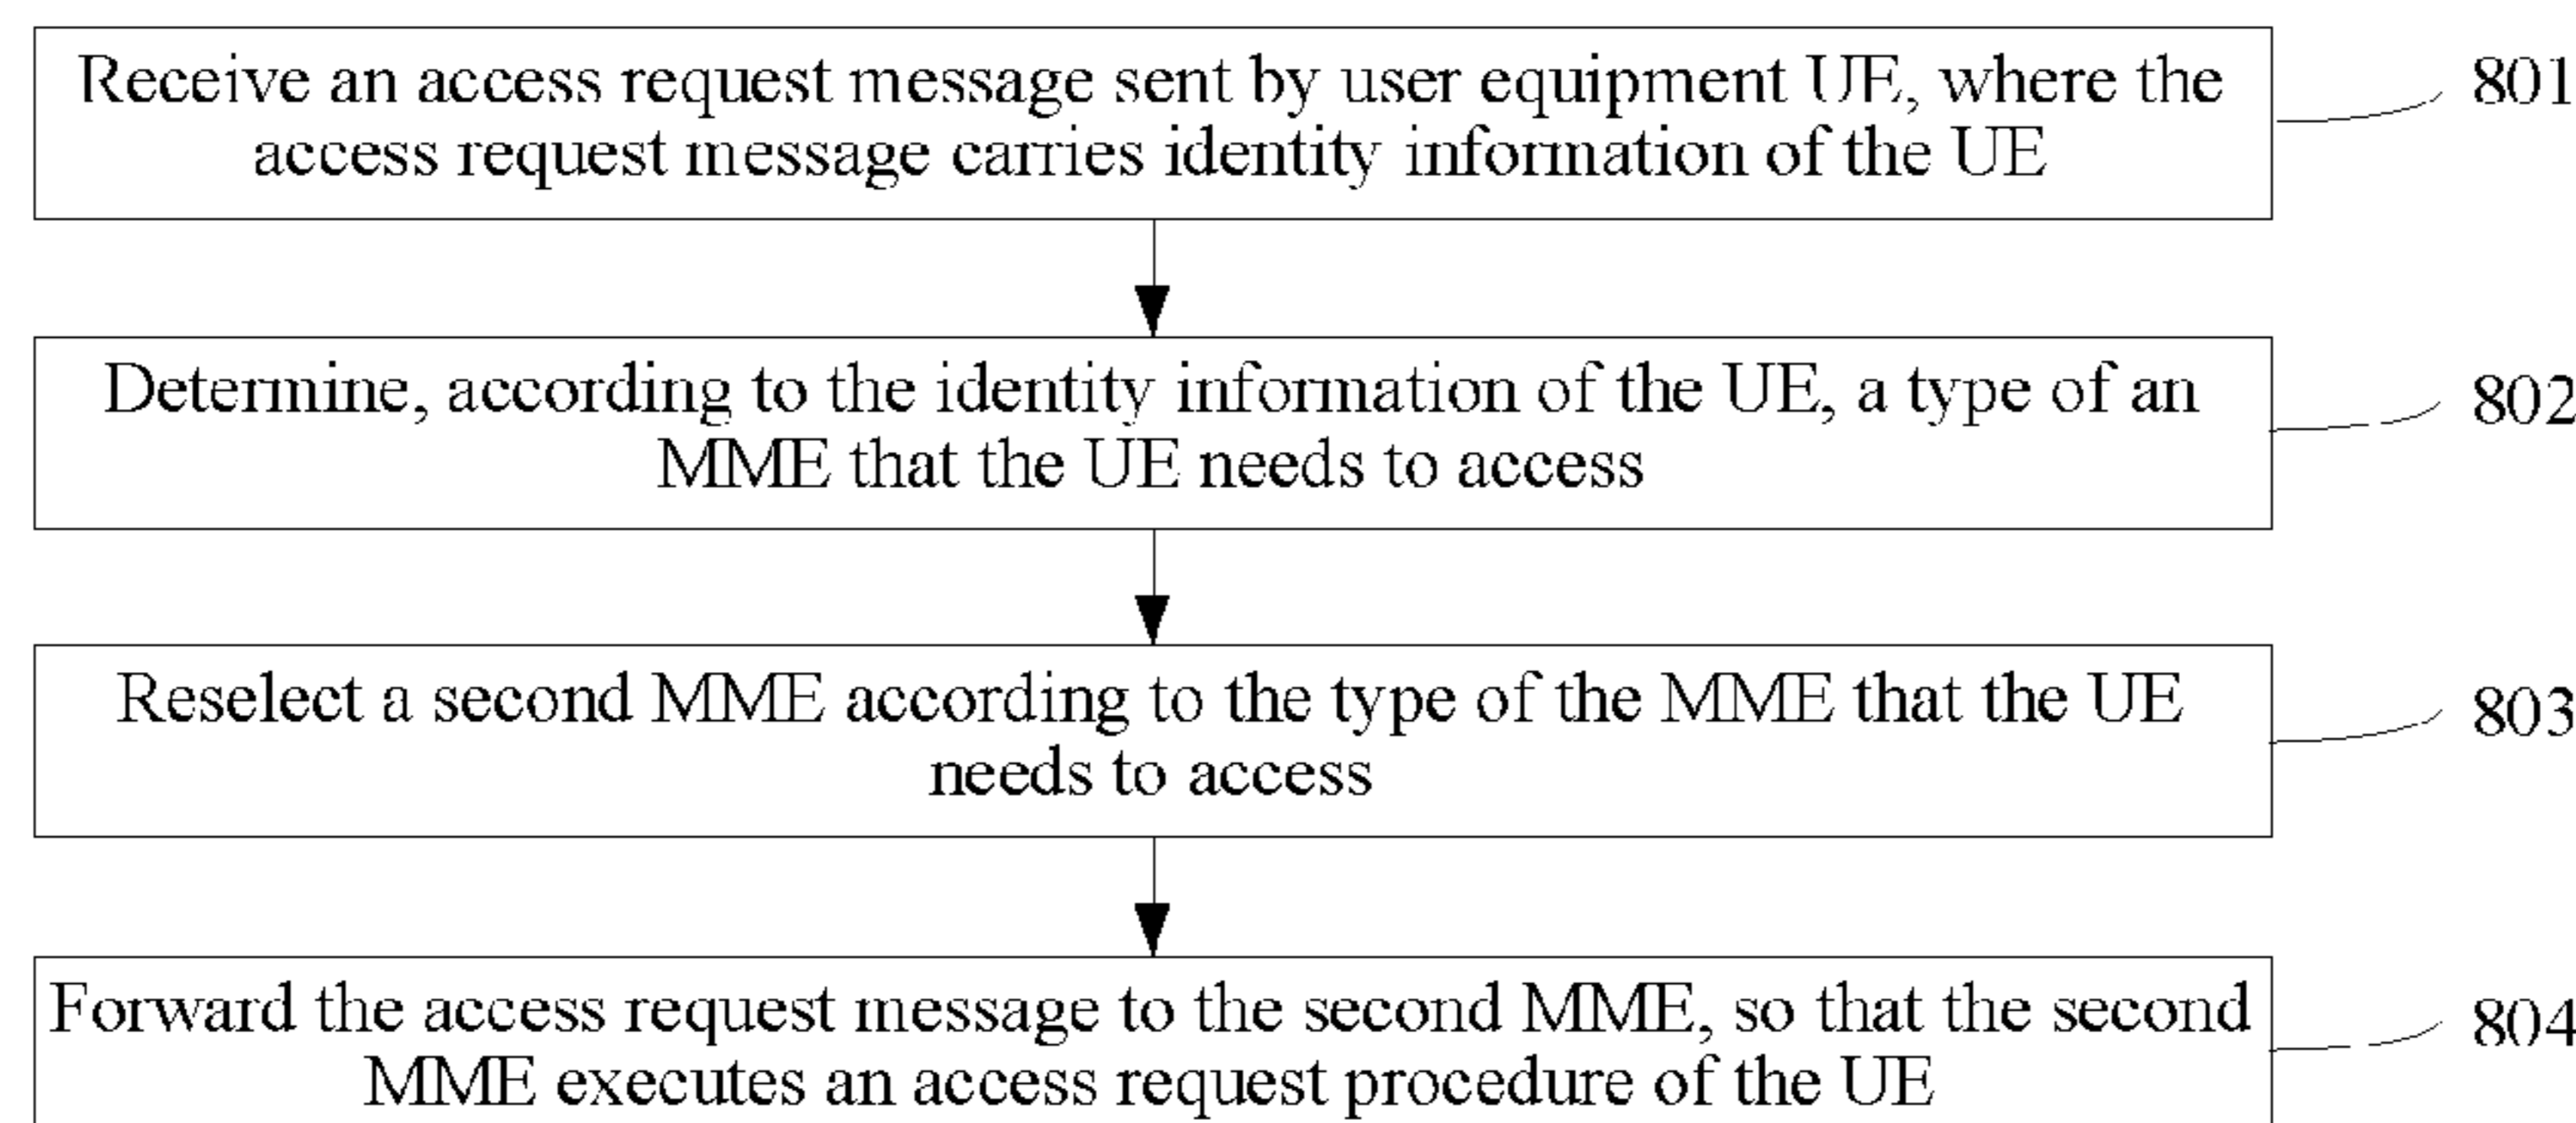 Receive an access request message sent by user equipment UE, where the
access request message carries identity information of the UE
801
Determine, according to the identity information of the UE, a type of an
MME that the UE needs to access
802
Reselect a second MME according to the type of the MME that the UE
needs to access
803
Forward the access request message to the second MME, so that the second
MME executes an access request procedure of the UE
804